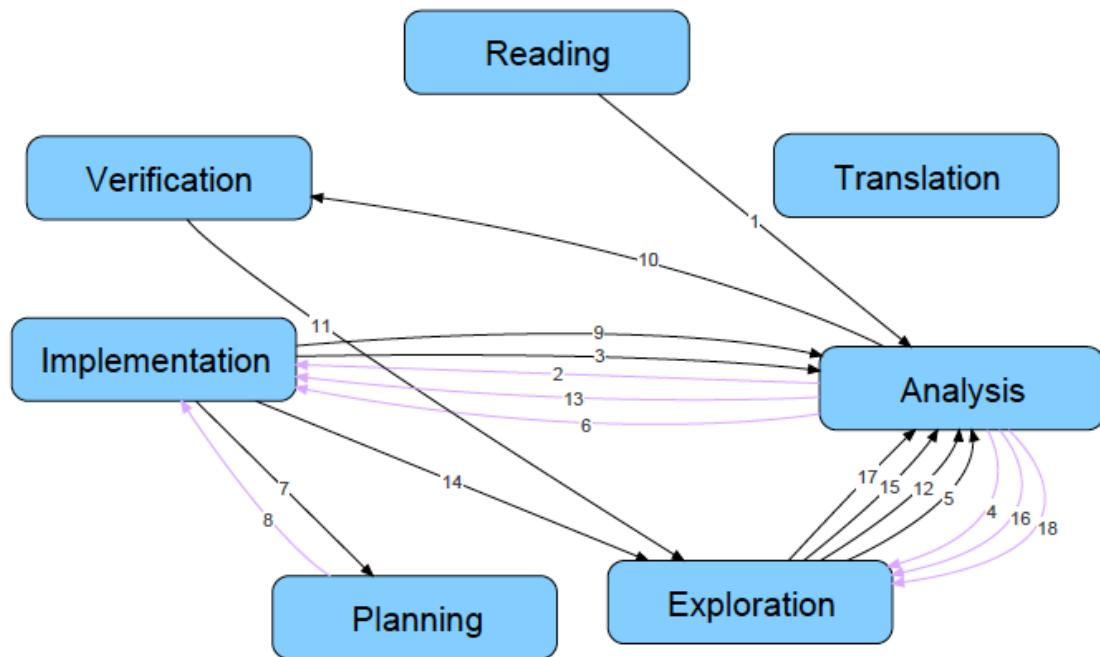 Reading
Translation
Verification
1
10
11
9
3
2
13
6
Implementation
Analysis
7
14
8
17
15
12
5
4
16
18
Planning
Exploration